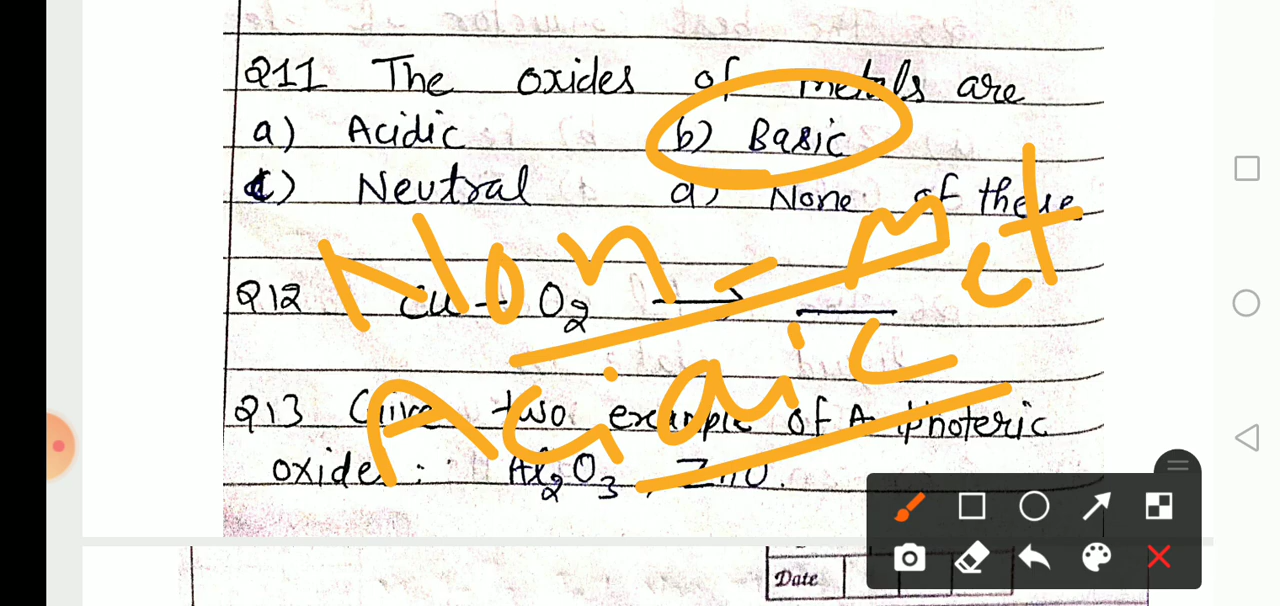 Q11 The oxides of metals are
a) Acidic b) Basic
c) Neutral d) None of these
Non - Met
Q12 Cu + O2 →
Acidic
Q13 Give two example of Amphoteric
oxide : Al2O3, ZnO.
Date